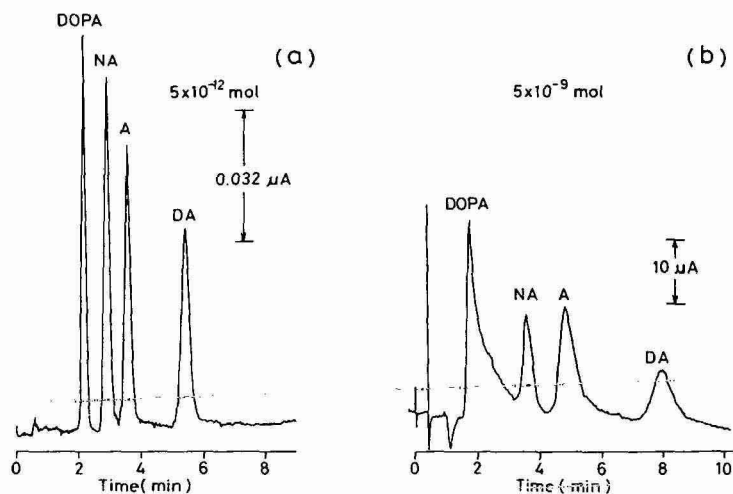 DOPA
NA
(a)
5x10⁻¹² mol
A
0.032 µA
DA
0 2 4 6 8
Time(min)
(b)
5x10⁻⁹ mol
DOPA
10 µA
NA A
DA
0 2 4 6 8 10
Time(min)